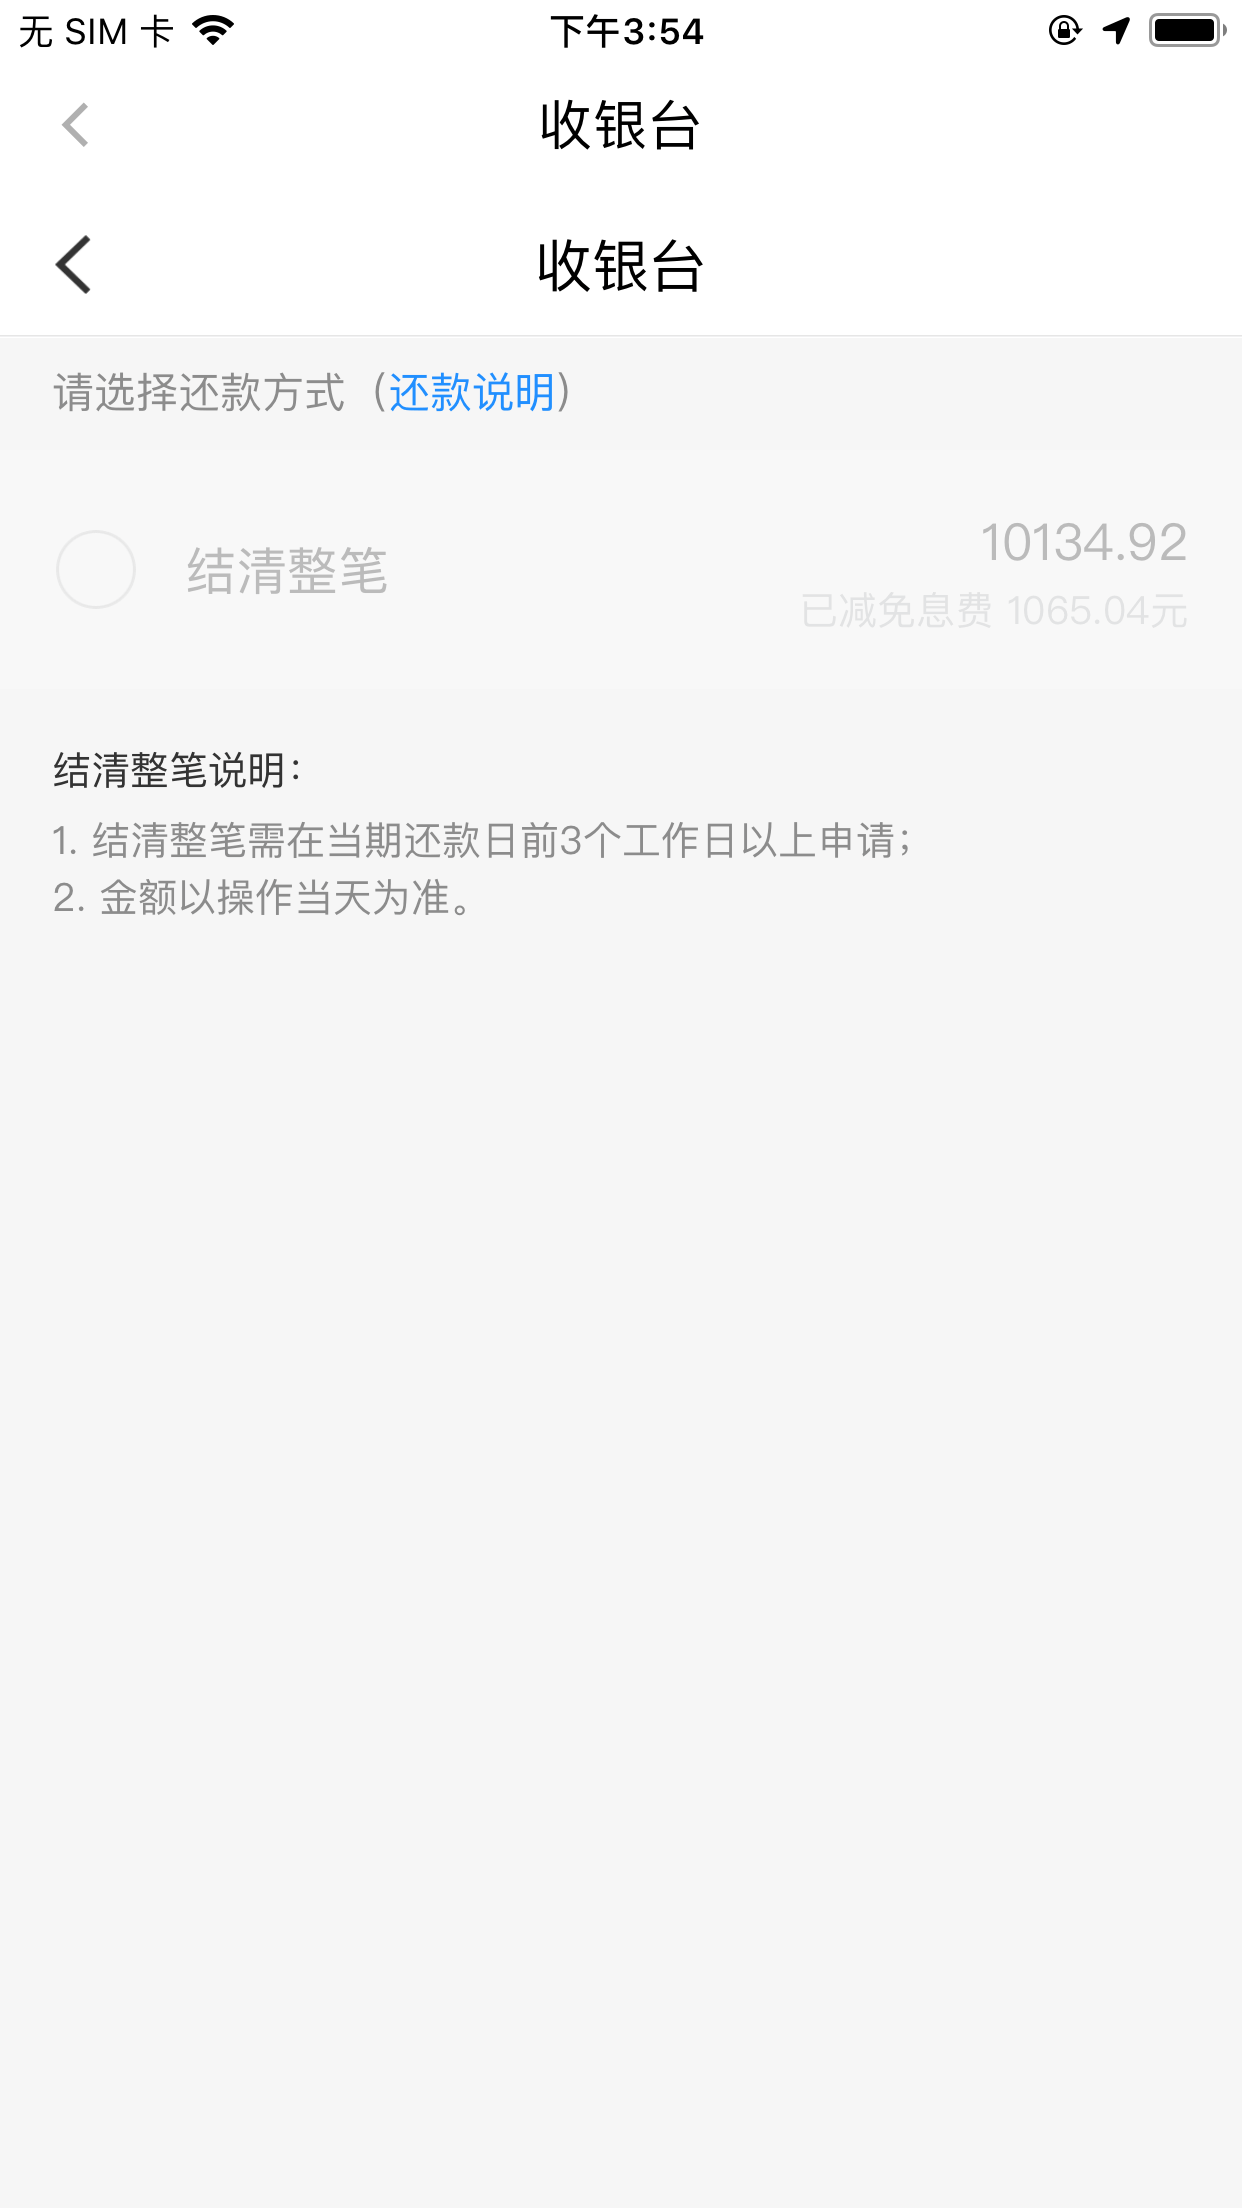 无 SIM 卡 下午3:54
收银台
收银台
请选择还款方式（还款说明）
结清整笔
10134.92
已减免息费 1065.04元
结清整笔说明：
1. 结清整笔需在当期还款日前3个工作日以上申请；
2. 金额以操作当天为准。